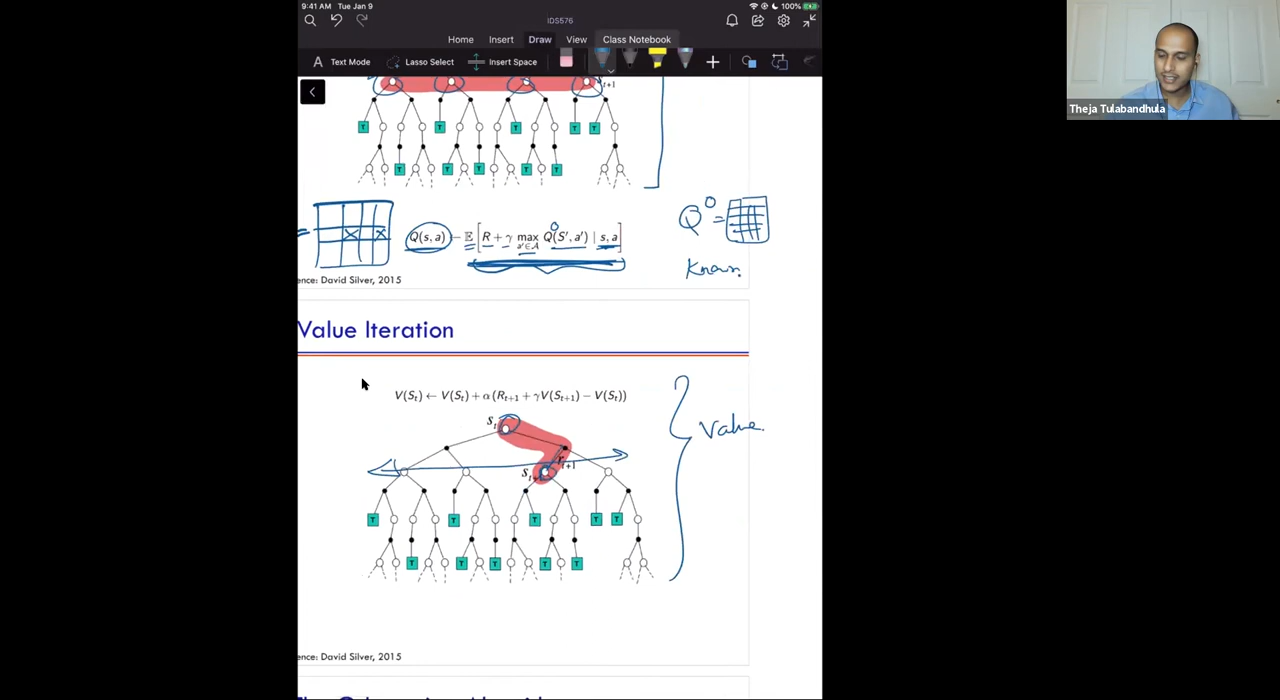 9:41 AM Tue Jan 9
100%
IDS576
Home Insert Draw View Class Notebook
Text Mode Lasso Select Insert Space
t+1
T T T T T
T T T T T
= Q(s, a) ← 𝔼 [R + γ max a′∈A Q⁰(S′, a′) | s, a]
Q⁰ =
Known.
ence: David Silver, 2015
Value Iteration
V(Sₜ) ← V(Sₜ) + α (Rₜ₊₁ + γV(Sₜ₊₁) − V(Sₜ))
Sₜ
Value.
rₜ₊₁
T T T T T
T T T T T
ence: David Silver, 2015
Theja Tulabandhula